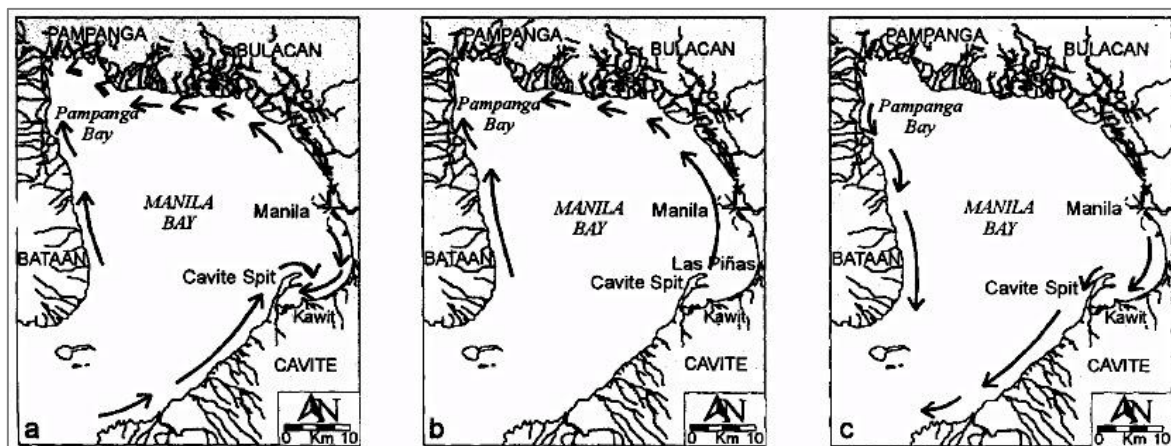 PAMPANGA
BULACAN
Pampanga
Bay
MANILA
BAY
Manila
BATAAN
Cavite Spit
Kawit
CAVITE
N
0 Km 10
a
PAMPANGA
BULACAN
Pampanga
Bay
MANILA
BAY
Manila
BATAAN
Las Piñas
Cavite Spit
Kawit
CAVITE
N
0 Km 10
b
PAMPANGA
BULACAN
Pampanga
Bay
MANILA
BAY
Manila
BATAAN
Cavite Spit
Kawit
CAVITE
N
0 Km 10
c